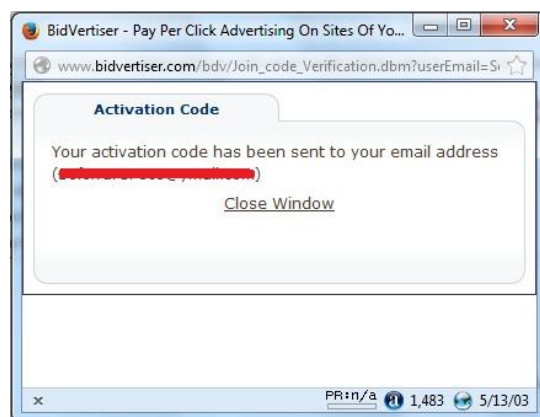 BidVertiser - Pay Per Click Advertising On Sites Of Yo...
www.bidvertiser.com/bdv/Join_code_Verification.dbm?userEmail=S
Activation Code
Your activation code has been sent to your email address
()
Close Window
x PR:n/a a 1,483 5/13/03